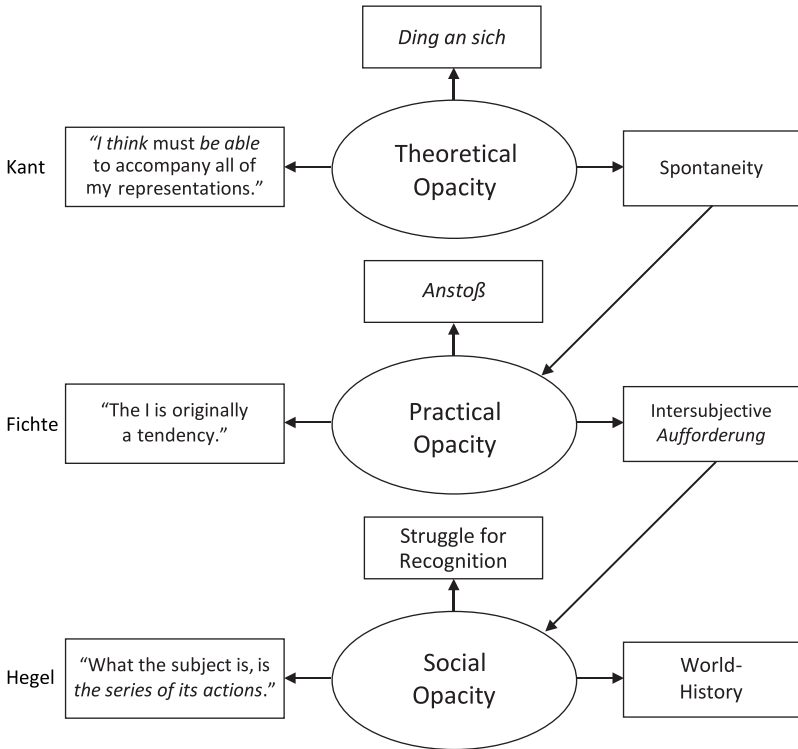 Ding an sich
Kant
“I think must be able
to accompany all of
my representations.”
Theoretical
Opacity
Spontaneity
Anstoß
Fichte
“The I is originally
a tendency.”
Practical
Opacity
Intersubjective
Aufforderung
Struggle for
Recognition
Hegel
“What the subject is, is
the series of its actions.”
Social
Opacity
World-
History